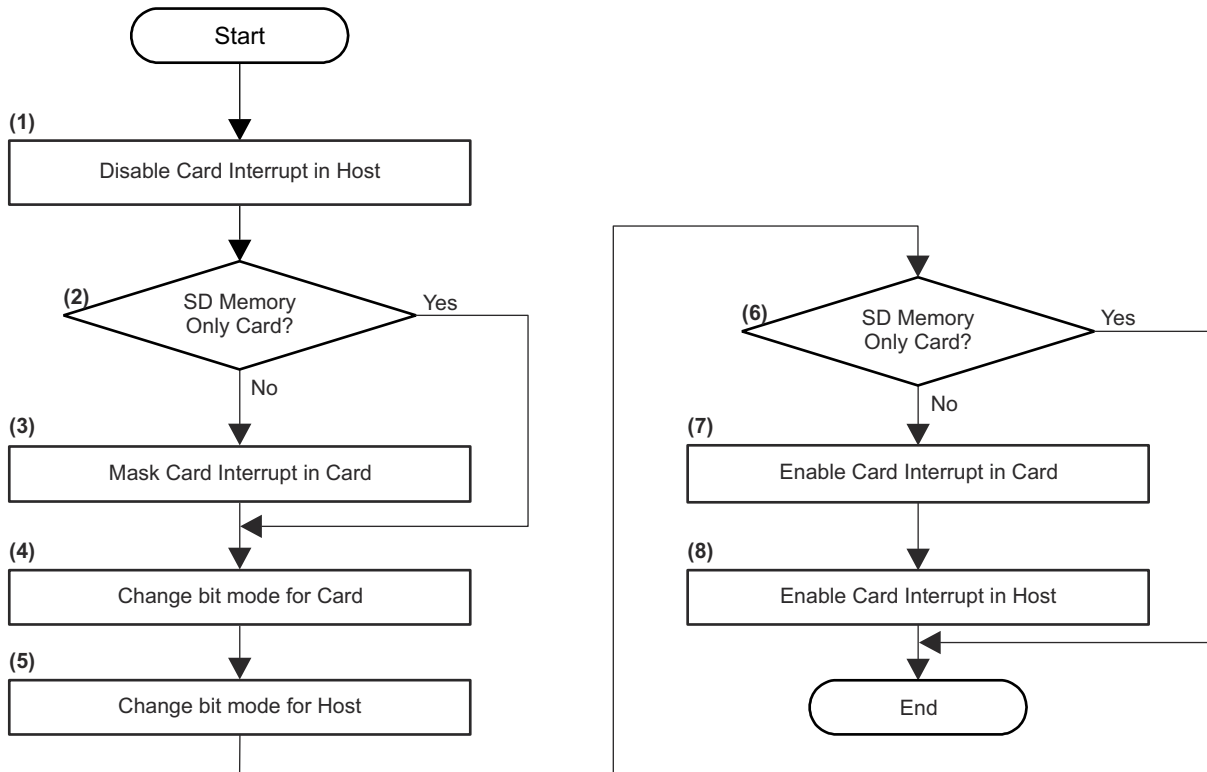 Start
(1)
Disable Card Interrupt in Host
(2)
SD Memory
Only Card?
Yes
No
(3)
Mask Card Interrupt in Card
(4)
Change bit mode for Card
(5)
Change bit mode for Host
(6)
SD Memory
Only Card?
Yes
No
(7)
Enable Card Interrupt in Card
(8)
Enable Card Interrupt in Host
End